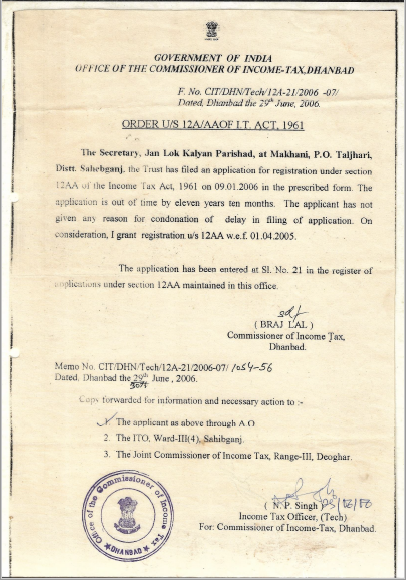 GOVERNMENT OF INDIA
OFFICE OF THE COMMISSIONER OF INCOME-TAX,DHANBAD
F. No. CIT/DHN/Tech/12A-21/2006 -07/
Dated, Dhanbad the 29th June, 2006.
ORDER U/S 12A/AAOF I.T. ACT, 1961
The Secretary, Jan Lok Kalyan Parishad, at Makhani, P.O. Taljhari,
Distt. Sahebganj, the Trust has filed an application for registration under section
12AA of the Income Tax Act, 1961 on 09.01.2006 in the prescribed form. The
application is out of time by eleven years ten months. The applicant has not
given any reason for condonation of delay in filing of application. On
consideration, I grant registration u/s 12AA w.e.f. 01.04.2005.
The application has been entered at Sl. No. 21 in the register of
applications under section 12AA maintained in this office.
sd/
( BRAJ LAL )
Commissioner of Income Tax,
Dhanbad.
Memo No. CIT/DHN/Tech/12A-21/2006-07/ 1054-56
Dated, Dhanbad the 29th June , 2006.
30th
Copy forwarded for information and necessary action to :-
1. The applicant as above through A O
2. The ITO, Ward-III(4), Sahibganj.
3. The Joint Commissioner of Income Tax, Range-III, Deoghar.
( N. P. Singh )
Income Tax Officer, (Tech)
For: Commissioner of Income-Tax, Dhanbad.
Office of the Commissioner of Income Tax
★ DHANBAD ★